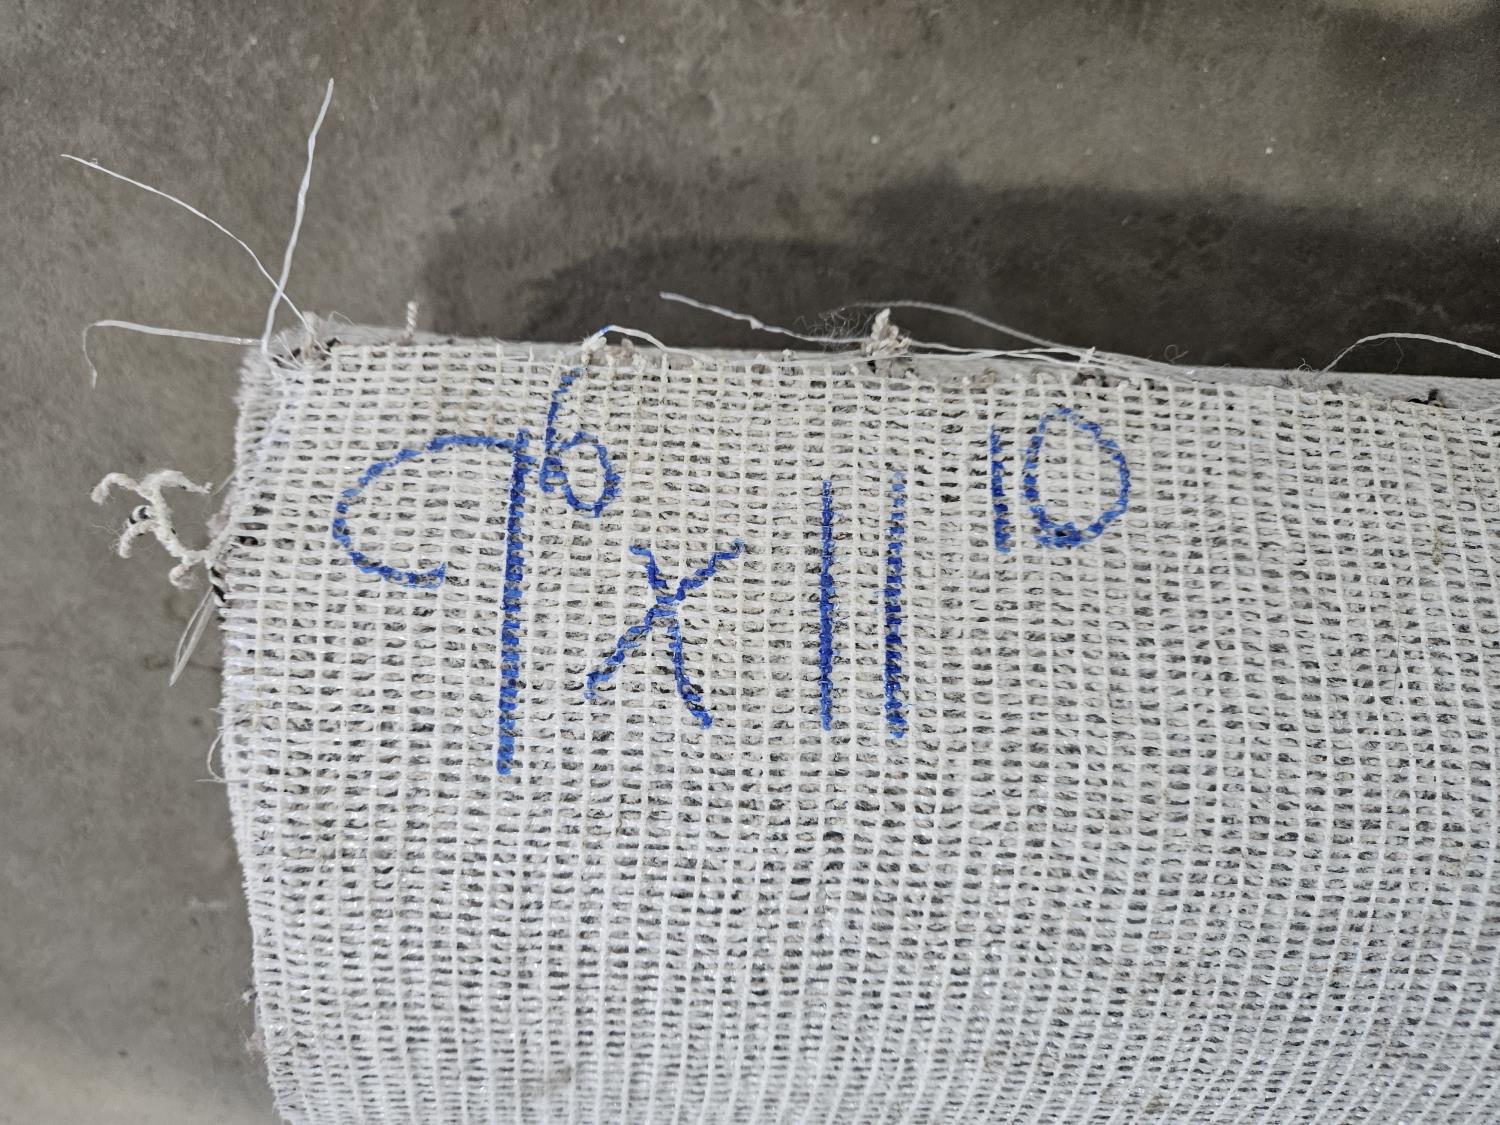 9⁶ x 11¹⁰